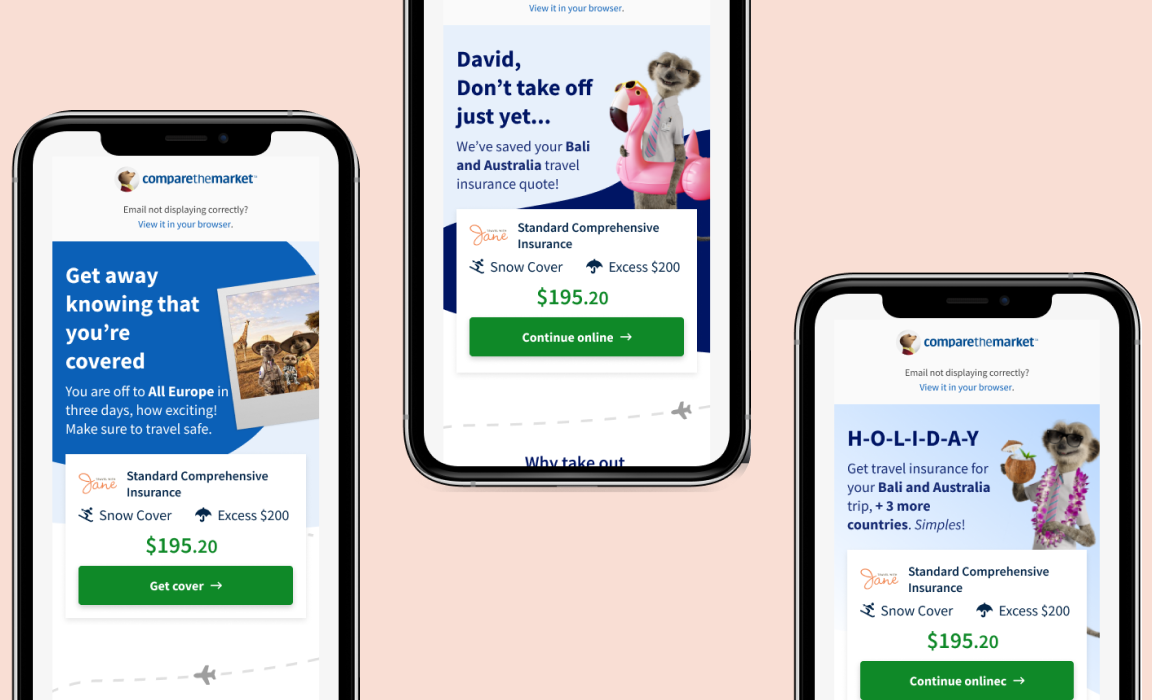 comparethemarket™
Email not displaying correctly?
View it in your browser.
Get away
knowing that
you’re
covered
You are off to All Europe in
three days, how exciting!
Make sure to travel safe.
Jane
Standard Comprehensive
Insurance
Snow Cover
Excess $200
$195.20
Get cover →
View it in your browser.
David,
Don’t take off
just yet...
We’ve saved your Bali
and Australia travel
insurance quote!
Jane
Standard Comprehensive
Insurance
Snow Cover
Excess $200
$195.20
Continue online →
Why take out
comparethemarket™
Email not displaying correctly?
View it in your browser.
H-O-L-I-D-A-Y
Get travel insurance for
your Bali and Australia
trip, + 3 more
countries. Simples!
Jane
Standard Comprehensive
Insurance
Snow Cover
Excess $200
$195.20
Continue onlinec →